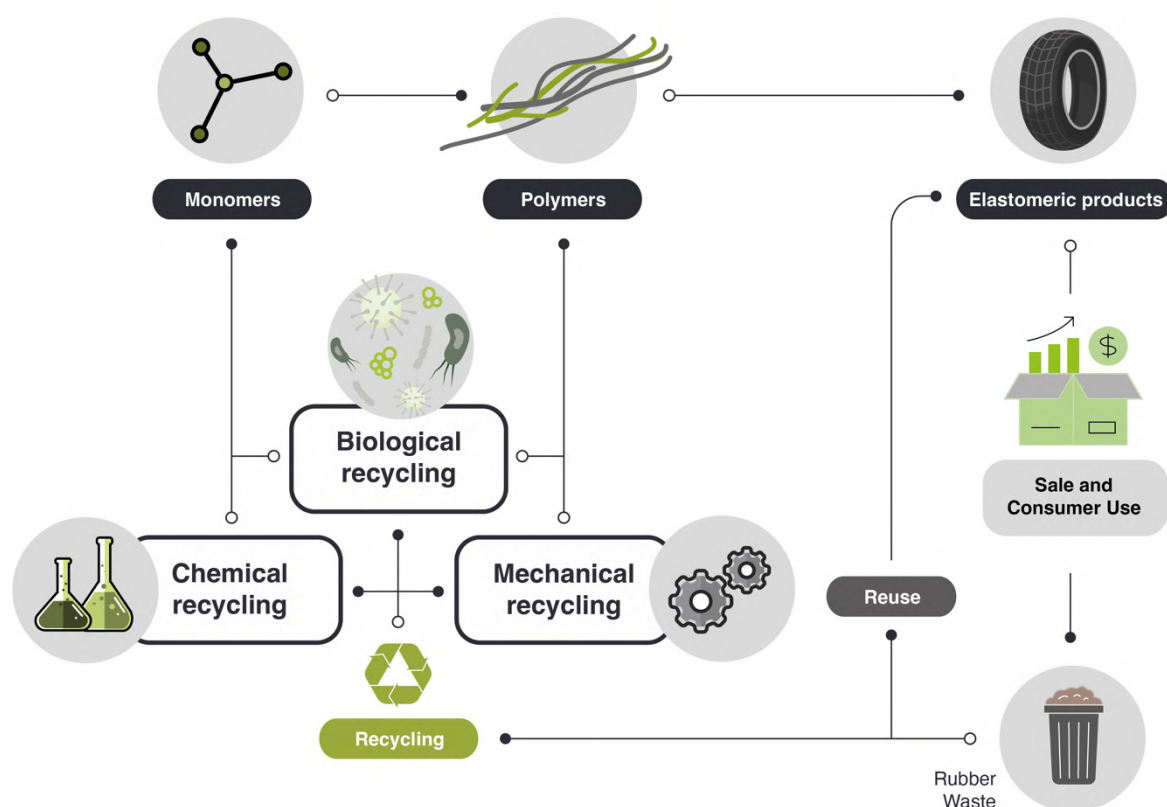 Monomers
Polymers
Elastomeric products
Biological
recycling
Sale and
Consumer Use
Chemical
recycling
Mechanical
recycling
Reuse
Recycling
Rubber
Waste
$